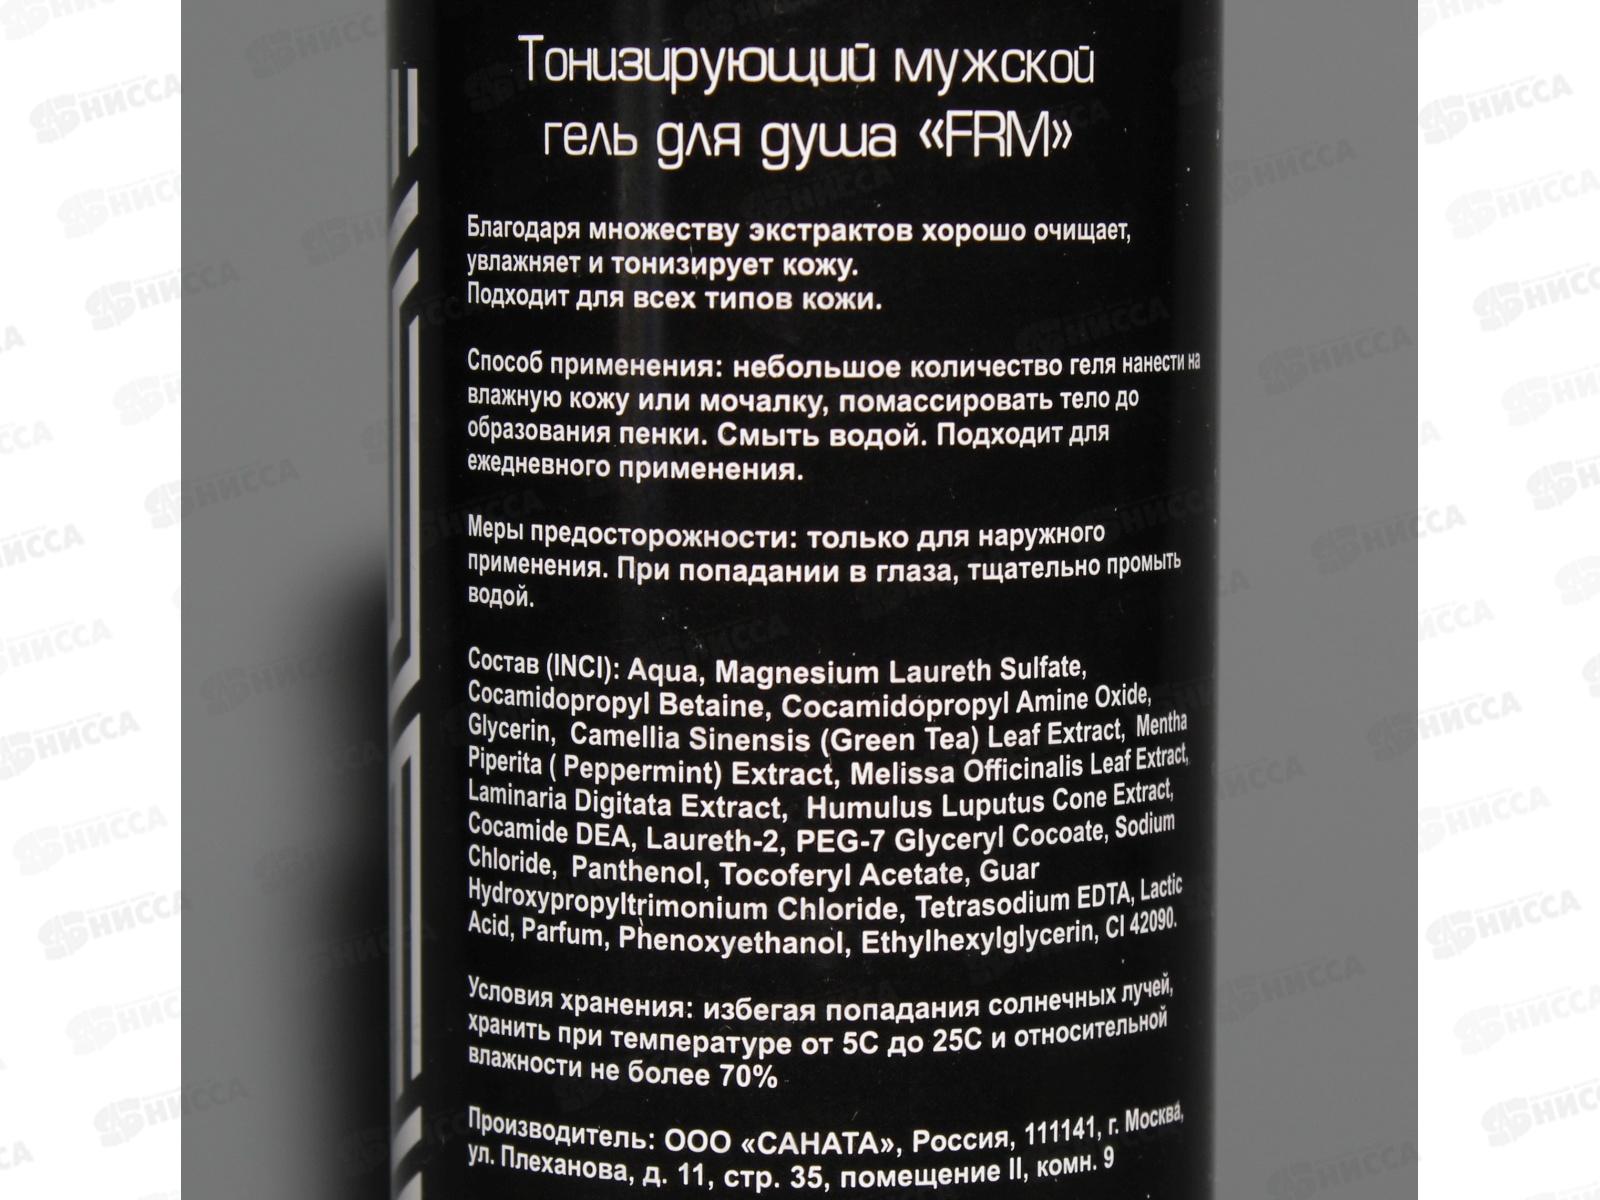 Тонизирующий мужской
гель для душа «FRM»
Благодаря множеству экстрактов хорошо очищает,
увлажняет и тонизирует кожу.
Подходит для всех типов кожи.
Способ применения: небольшое количество геля нанести на
влажную кожу или мочалку, помассировать тело до
образования пенки. Смыть водой. Подходит для
ежедневного применения.
Меры предосторожности: только для наружного
применения. При попадании в глаза, тщательно промыть
водой.
Состав (INCI): Aqua, Magnesium Laureth Sulfate,
Cocamidopropyl Betaine, Cocamidopropyl Amine Oxide,
Glycerin, Camellia Sinensis (Green Tea) Leaf Extract, Mentha
Piperita ( Peppermint) Extract, Melissa Officinalis Leaf Extract,
Laminaria Digitata Extract, Humulus Luputus Cone Extract,
Cocamide DEA, Laureth-2, PEG-7 Glyceryl Cocoate, Sodium
Chloride, Panthenol, Tocoferyl Acetate, Guar
Hydroxypropyltrimonium Chloride, Tetrasodium EDTA, Lactic
Acid, Parfum, Phenoxyethanol, Ethylhexylglycerin, CI 42090.
Условия хранения: избегая попадания солнечных лучей,
хранить при температуре от 5С до 25С и относительной
влажности не более 70%
Производитель: ООО «САНАТА», Россия, 111141, г. Москва,
ул. Плеханова, д. 11, стр. 35, помещение II, комн. 9